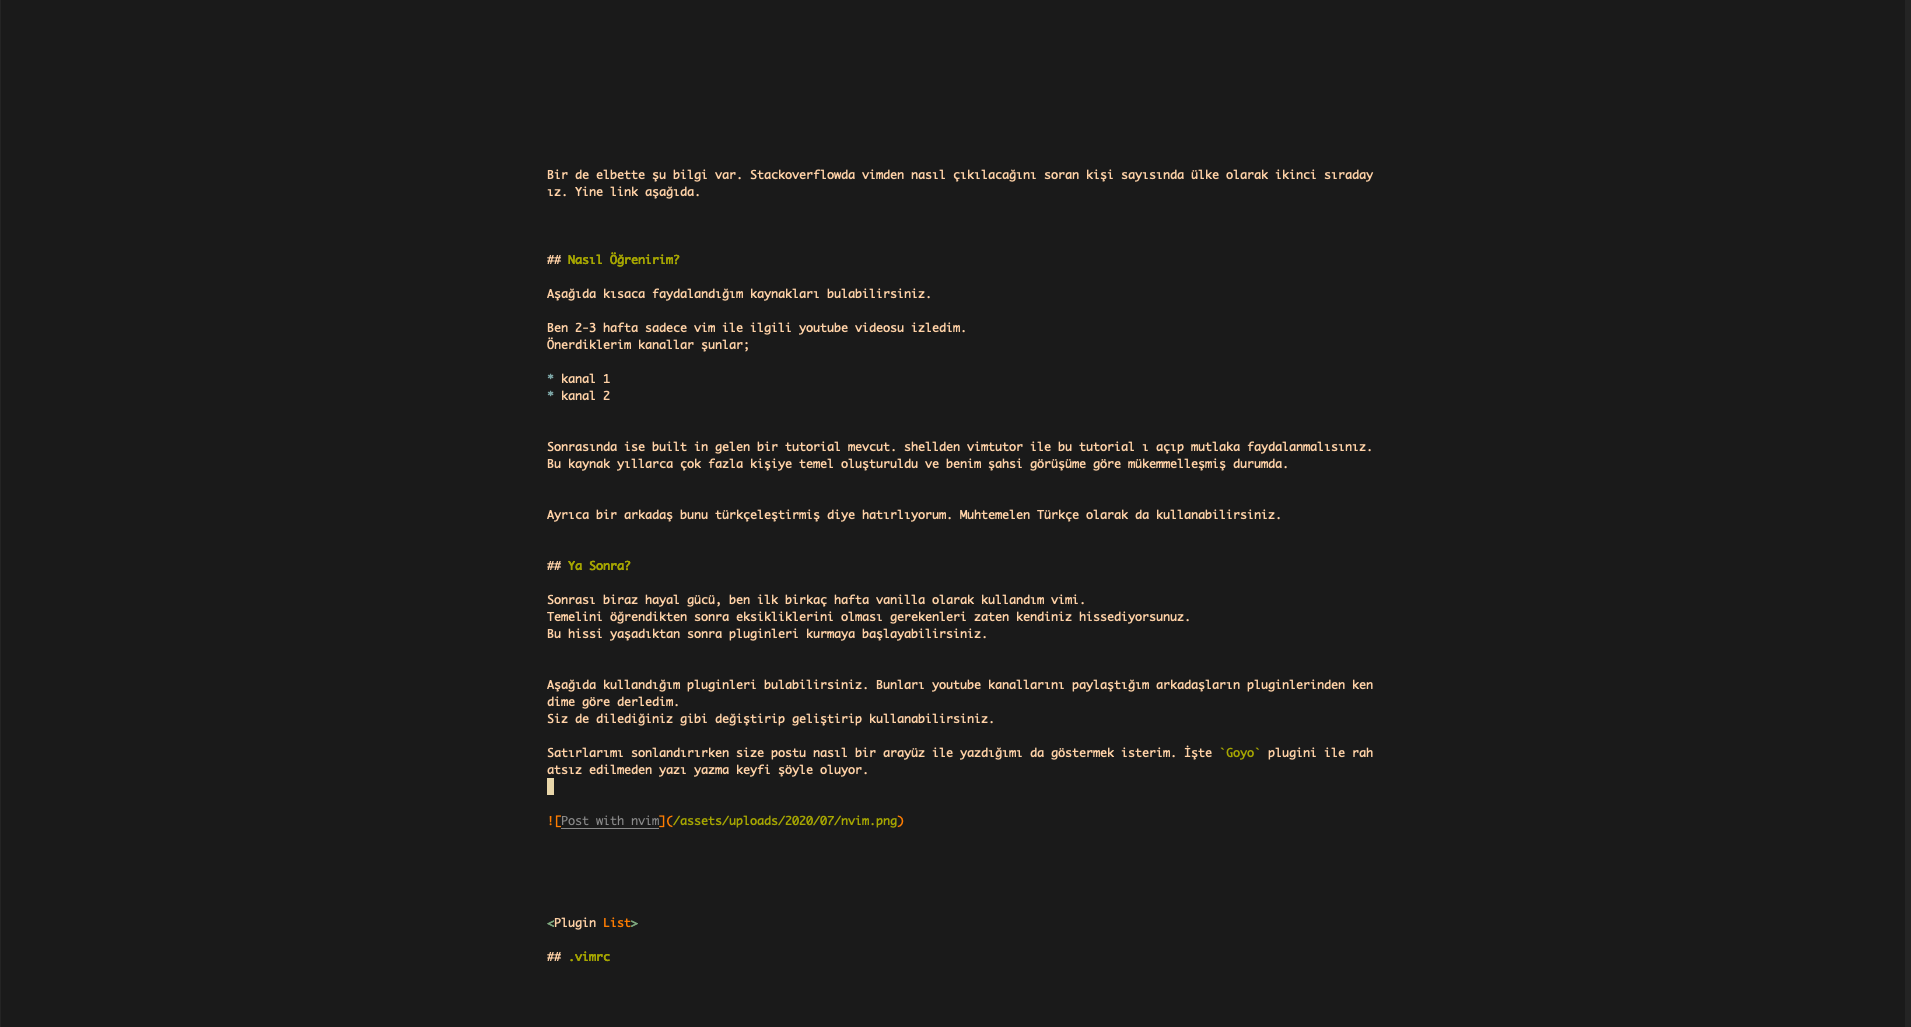 Bir de elbette şu bilgi var. Stackoverflowda vimden nasıl çıkılacağını soran kişi sayısında ülke olarak ikinci sıraday
ız. Yine link aşağıda.
## Nasıl Öğrenirim?
Aşağıda kısaca faydalandığım kaynakları bulabilirsiniz.
Ben 2-3 hafta sadece vim ile ilgili youtube videosu izledim.
Önerdiklerim kanallar şunlar;
* kanal 1
* kanal 2
Sonrasında ise built in gelen bir tutorial mevcut. shellden vimtutor ile bu tutorial ı açıp mutlaka faydalanmalısınız.
Bu kaynak yıllarca çok fazla kişiye temel oluşturuldu ve benim şahsi görüşüme göre mükemmelleşmiş durumda.
Ayrıca bir arkadaş bunu türkçeleştirmiş diye hatırlıyorum. Muhtemelen Türkçe olarak da kullanabilirsiniz.
## Ya Sonra?
Sonrası biraz hayal gücü, ben ilk birkaç hafta vanilla olarak kullandım vimi.
Temelini öğrendikten sonra eksikliklerini olması gerekenleri zaten kendiniz hissediyorsunuz.
Bu hissi yaşadıktan sonra pluginleri kurmaya başlayabilirsiniz.
Aşağıda kullandığım pluginleri bulabilirsiniz. Bunları youtube kanallarını paylaştığım arkadaşların pluginlerinden ken
dime göre derledim.
Siz de dilediğiniz gibi değiştirip geliştirip kullanabilirsiniz.
Satırlarımı sonlandırırken size postu nasıl bir arayüz ile yazdığımı da göstermek isterim. İşte `Goyo` plugini ile rah
atsız edilmeden yazı yazma keyfi şöyle oluyor.
![Post with nvim](/assets/uploads/2020/07/nvim.png)
<Plugin List>
## .vimrc